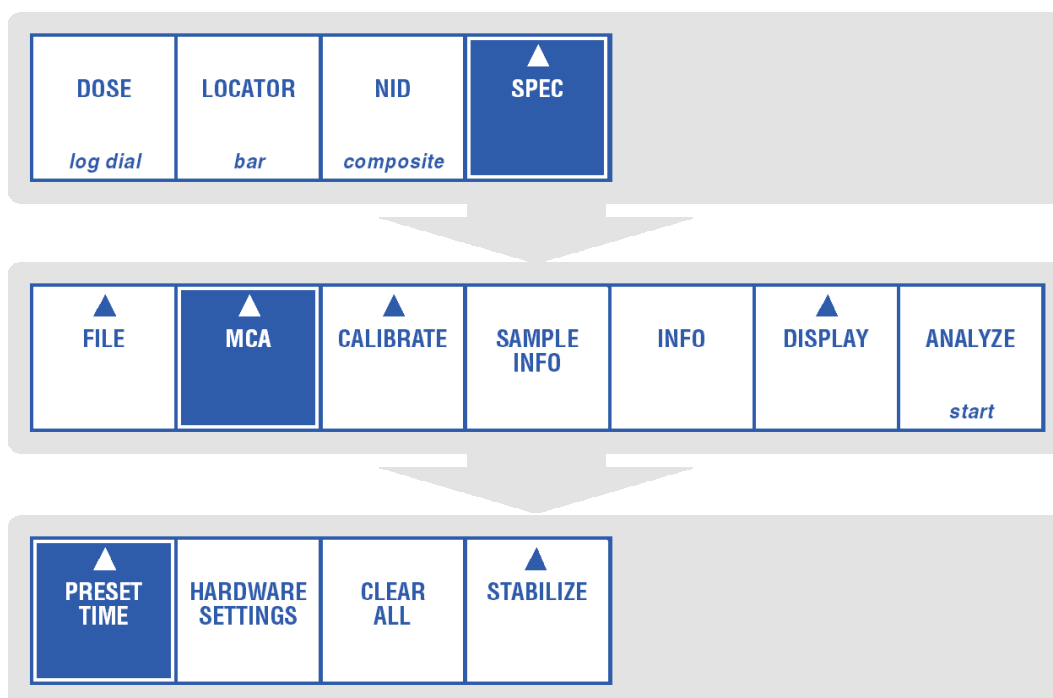 DOSE
log dial
LOCATOR
bar
NID
composite
SPEC
FILE
MCA
CALIBRATE
SAMPLE
INFO
INFO
DISPLAY
ANALYZE
start
PRESET
TIME
HARDWARE
SETTINGS
CLEAR
ALL
STABILIZE